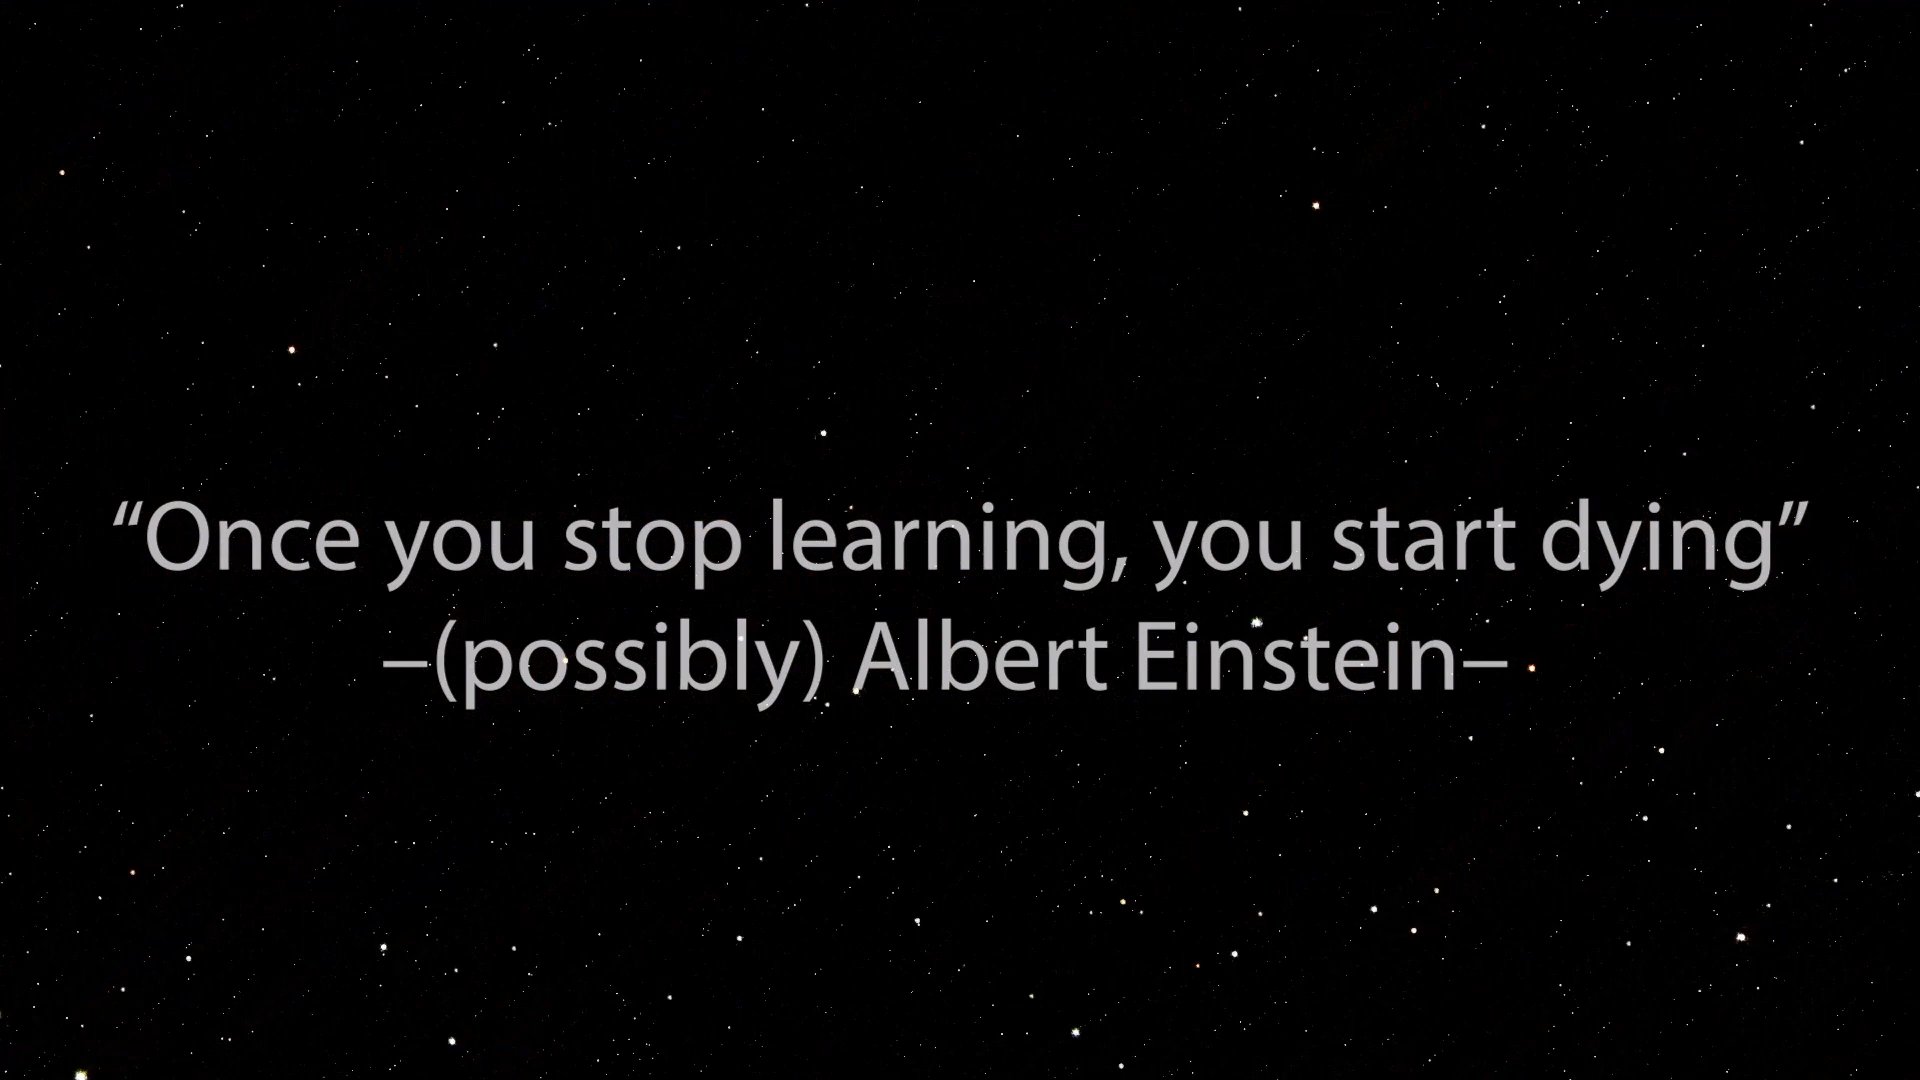 “Once you stop learning, you start dying”
–(possibly) Albert Einstein–